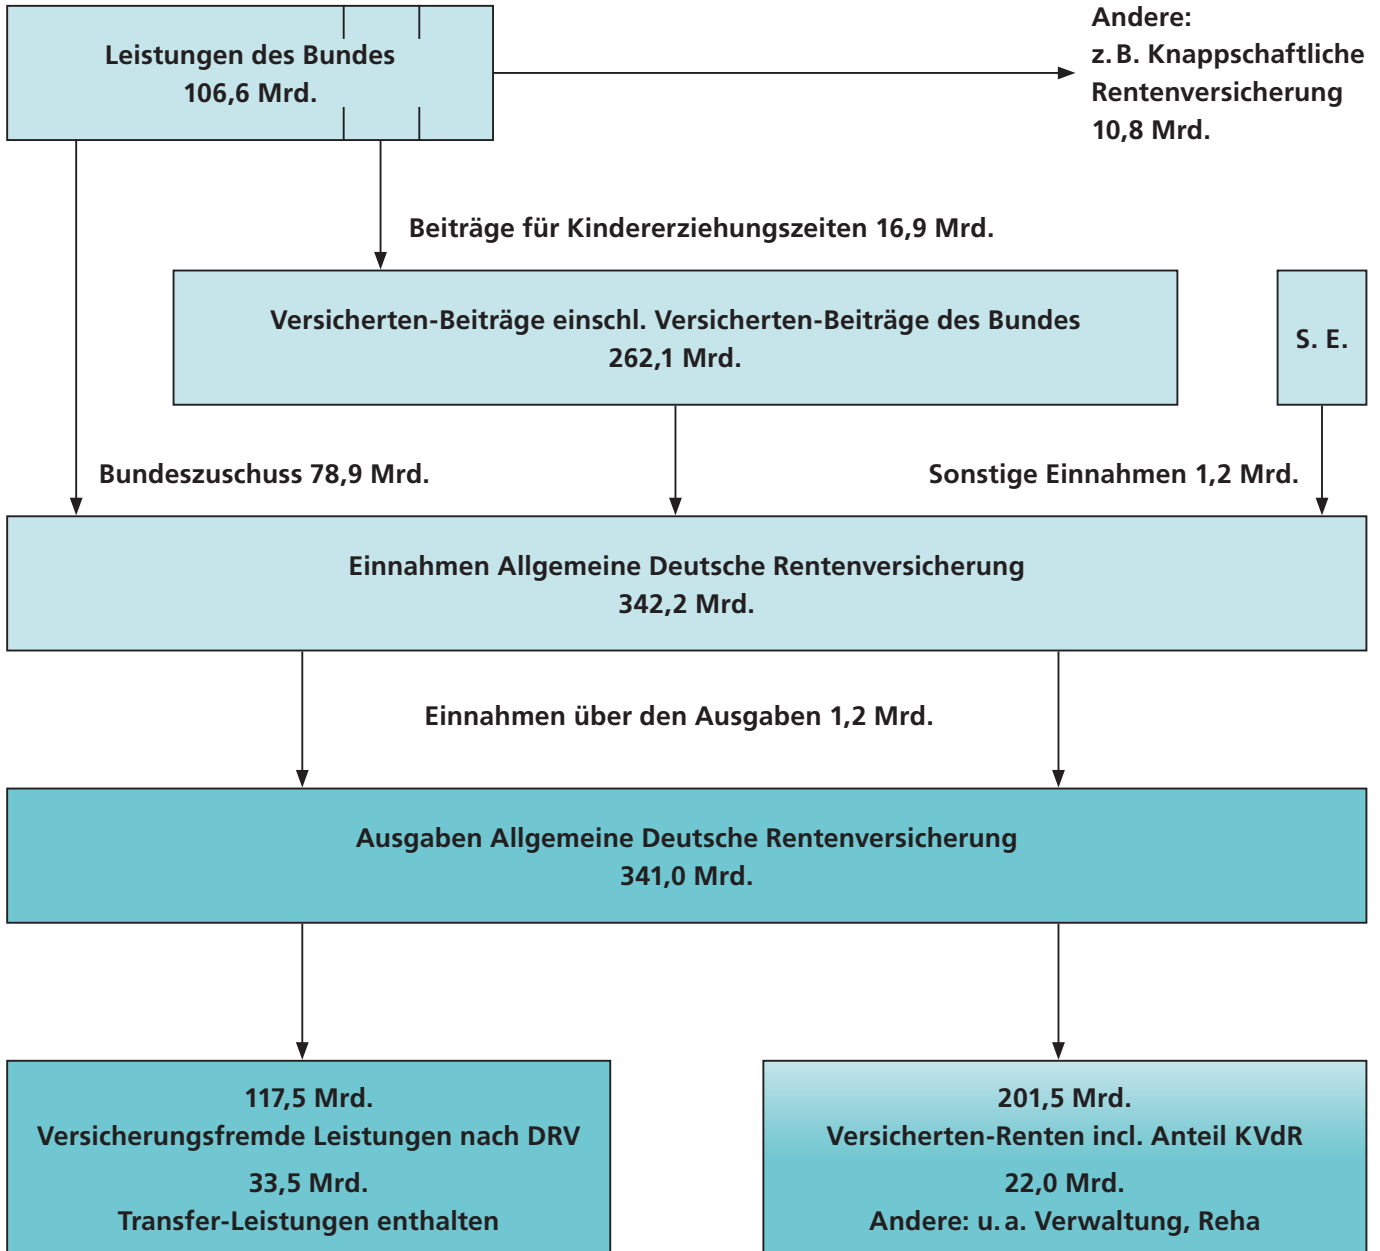 Leistungen des Bundes
106,6 Mrd.
Andere:
z. B. Knappschaftliche
Rentenversicherung
10,8 Mrd.
Beiträge für Kindererziehungszeiten 16,9 Mrd.
Versicherten-Beiträge einschl. Versicherten-Beiträge des Bundes
262,1 Mrd.
S. E.
Bundeszuschuss 78,9 Mrd.
Sonstige Einnahmen 1,2 Mrd.
Einnahmen Allgemeine Deutsche Rentenversicherung
342,2 Mrd.
Einnahmen über den Ausgaben 1,2 Mrd.
Ausgaben Allgemeine Deutsche Rentenversicherung
341,0 Mrd.
117,5 Mrd.
Versicherungsfremde Leistungen nach DRV
33,5 Mrd.
Transfer-Leistungen enthalten
201,5 Mrd.
Versicherten-Renten incl. Anteil KVdR
22,0 Mrd.
Andere: u. a. Verwaltung, Reha